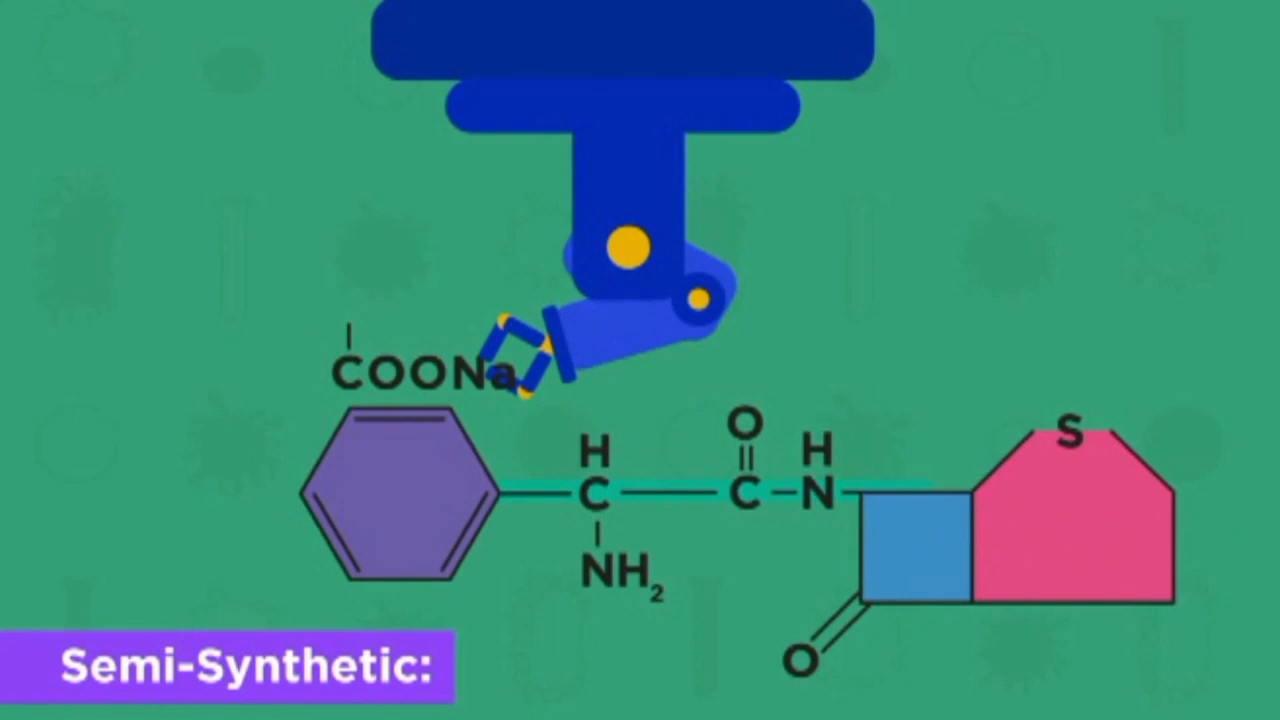 COONa
O
H
H
S
C
C
N
NH₂
O
Semi-Synthetic: